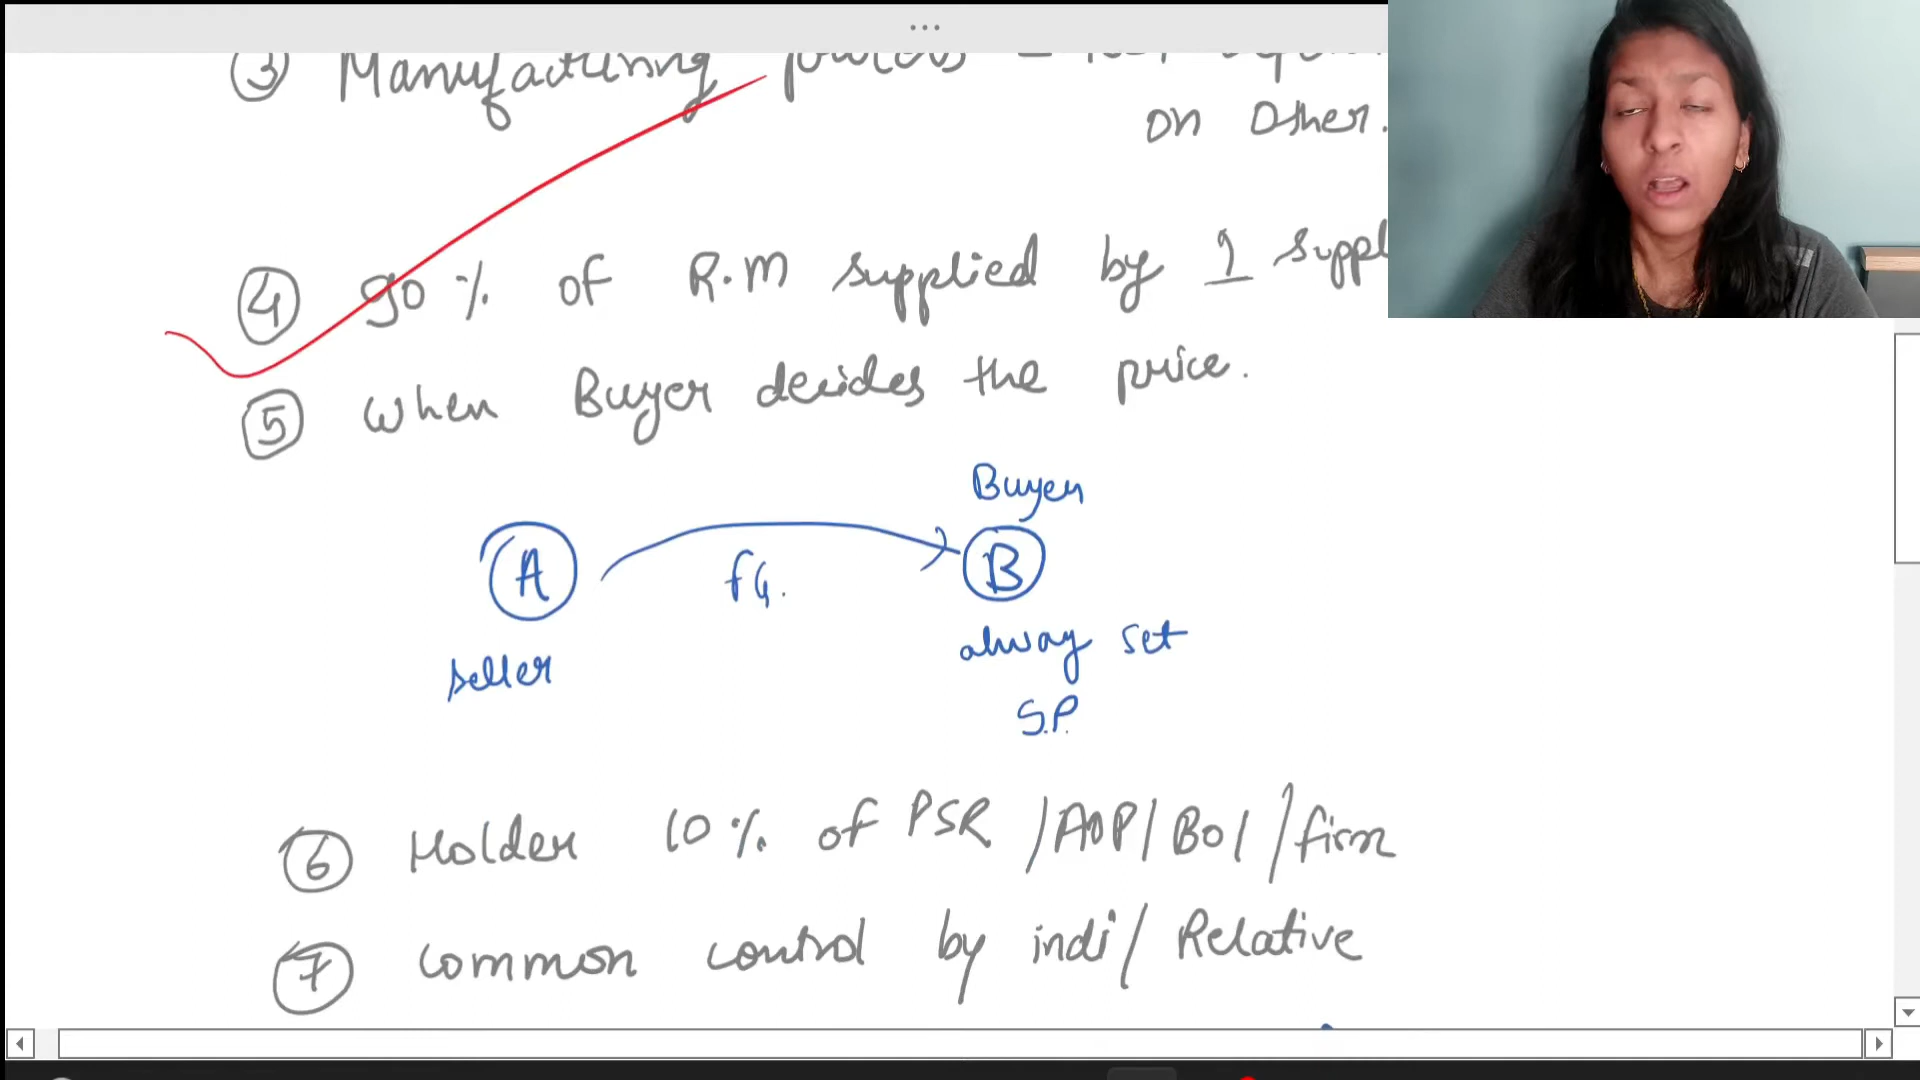 ③ Manufacturing
on Other.
④ 90 % of R.M supplied by 1 suppl
⑤ when Buyer decides the price.
Buyer
A
B
FG.
seller
alway set
S.P.
⑥ Holder 10 % of PSR /AOP/ BOI /firm
⑦ common control by indi/ Relative